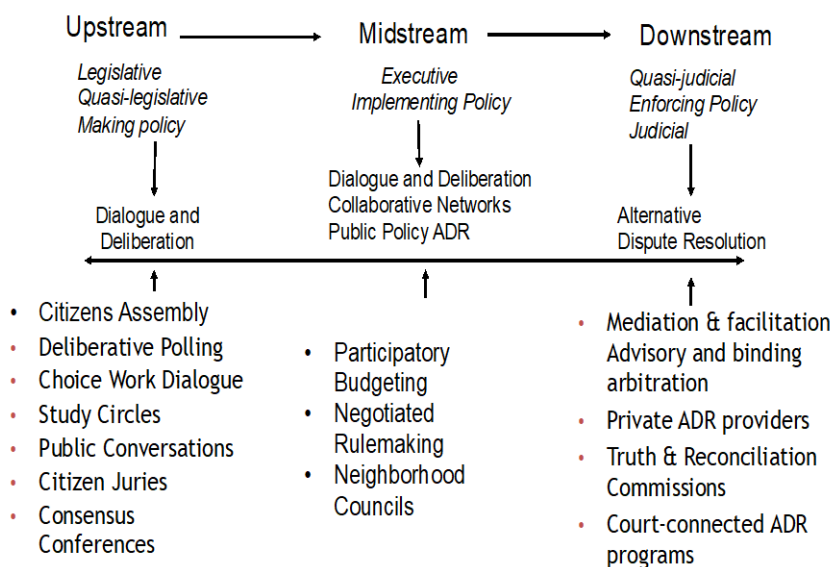 Upstream
Midstream
Downstream
Legislative
Quasi-legislative
Making policy
Executive
Implementing Policy
Quasi-judicial
Enforcing Policy
Judicial
Dialogue and
Deliberation
Dialogue and Deliberation
Collaborative Networks
Public Policy ADR
Alternative
Dispute Resolution
• Citizens Assembly
• Deliberative Polling
• Choice Work Dialogue
• Study Circles
• Public Conversations
• Citizen Juries
• Consensus
Conferences
• Participatory
Budgeting
• Negotiated
Rulemaking
• Neighborhood
Councils
• Mediation & facilitation
Advisory and binding
arbitration
• Private ADR providers
• Truth & Reconciliation
Commissions
• Court-connected ADR
programs